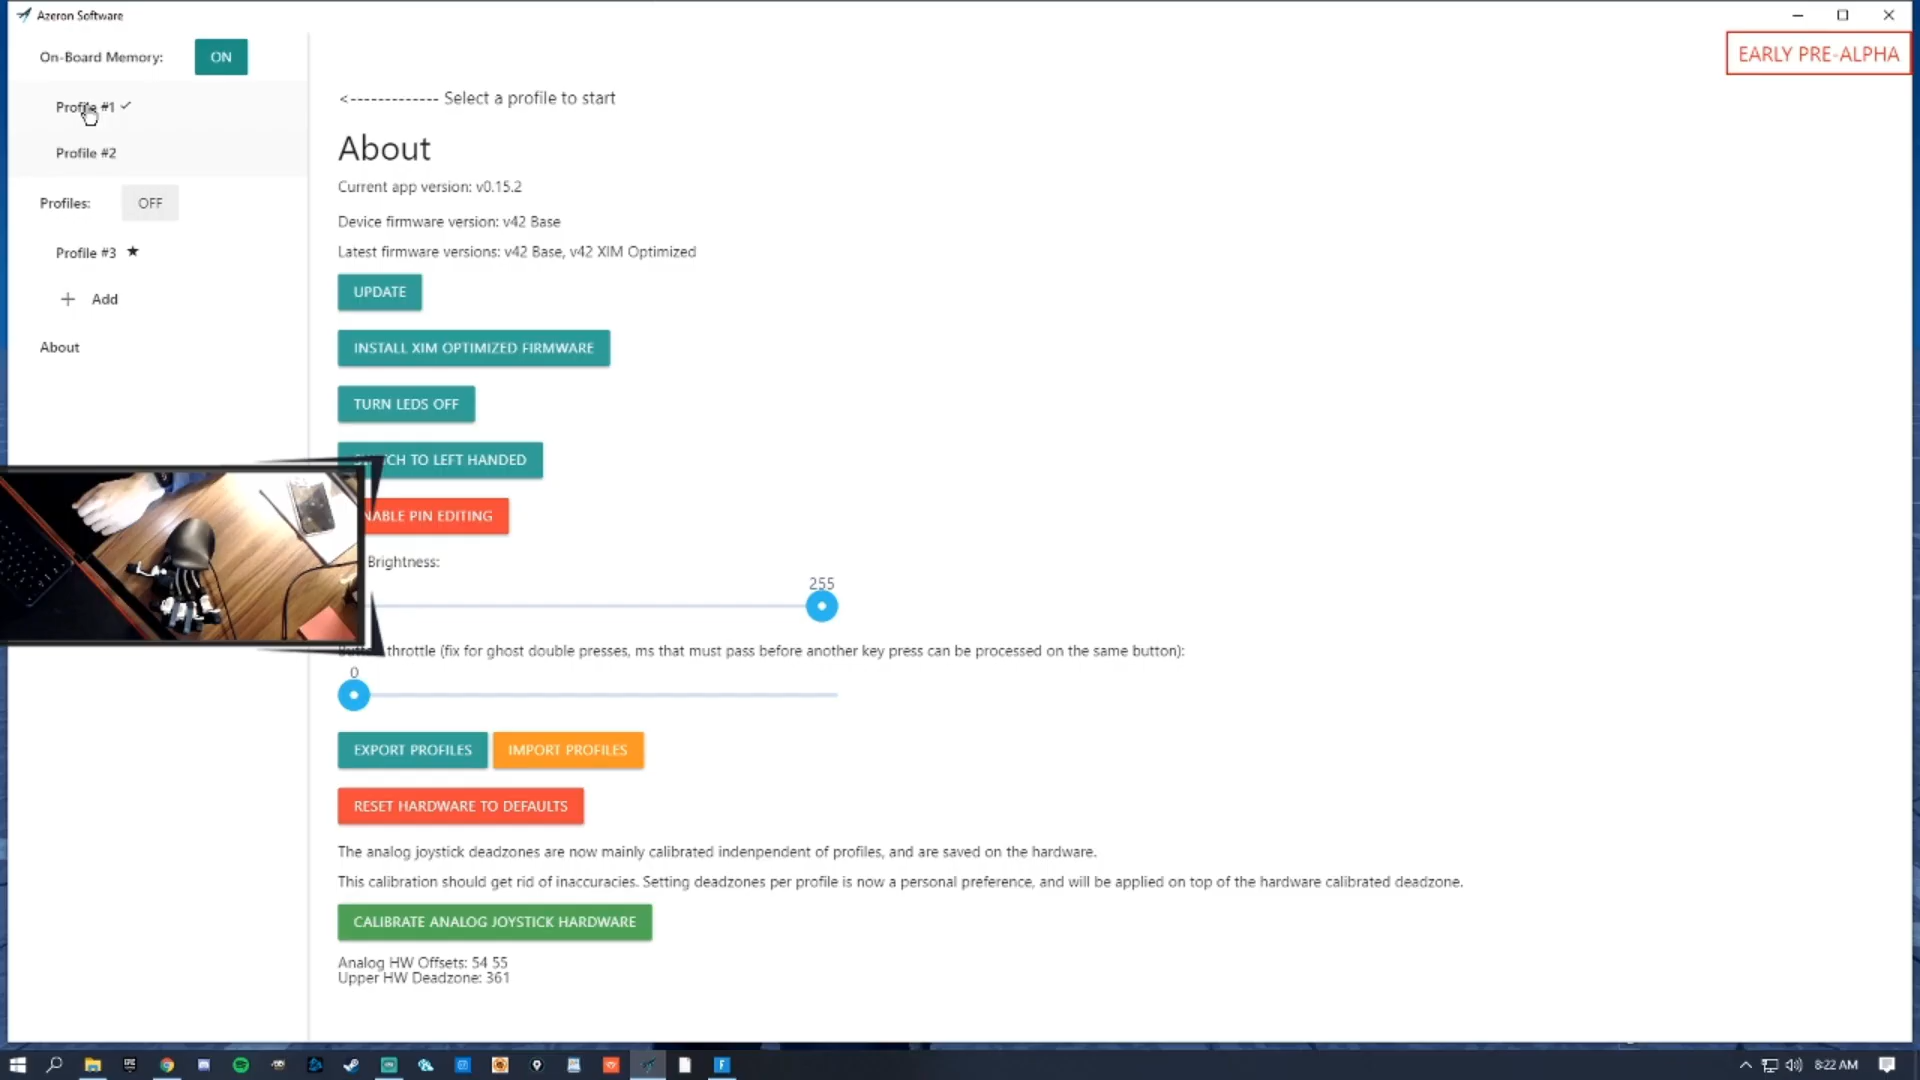 Azeron Software
EARLY PRE-ALPHA
On-Board Memory: ON
Profile #1
Profile #2
Profiles: OFF
Profile #3
Add
About
<------------- Select a profile to start
About
Current app version: v0.15.2
Device firmware version: v42 Base
Latest firmware versions: v42 Base, v42 XIM Optimized
UPDATE
INSTALL XIM OPTIMIZED FIRMWARE
TURN LEDS OFF
TO LEFT HANDED
PIN EDITING
Brightness:
255
throttle (fix for ghost double presses, ms that must pass before another key press can be processed on the same button):
0
EXPORT PROFILES IMPORT PROFILES
RESET HARDWARE TO DEFAULTS
The analog joystick deadzones are now mainly calibrated indenpendent of profiles, and are saved on the hardware.
This calibration should get rid of inaccuracies. Setting deadzones per profile is now a personal preference, and will be applied on top of the hardware calibrated deadzone.
CALIBRATE ANALOG JOYSTICK HARDWARE
Analog HW Offsets: 54 55
Upper HW Deadzone: 361
8:22 AM